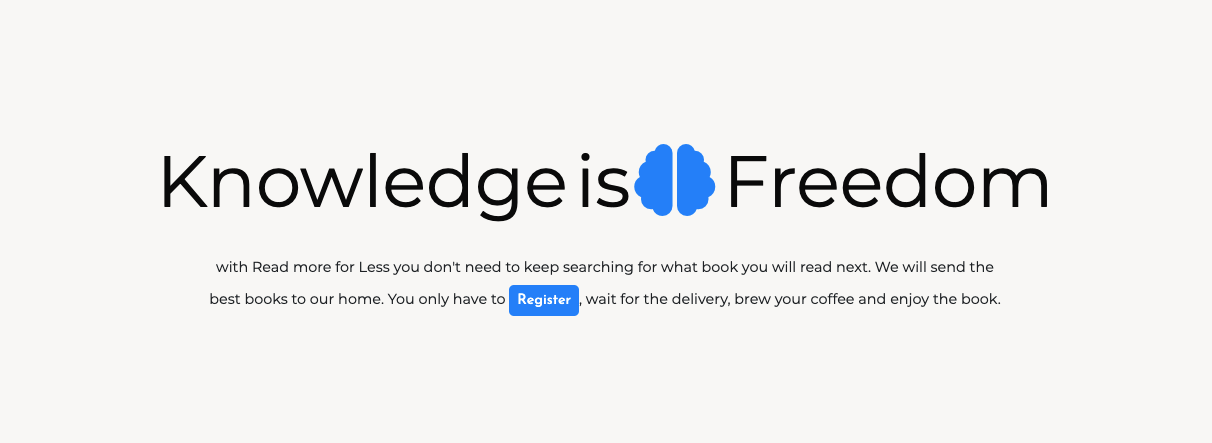 Knowledge is Freedom
with Read more for Less you don't need to keep searching for what book you will read next. We will send the
best books to our home. You only have to Register, wait for the delivery, brew your coffee and enjoy the book.